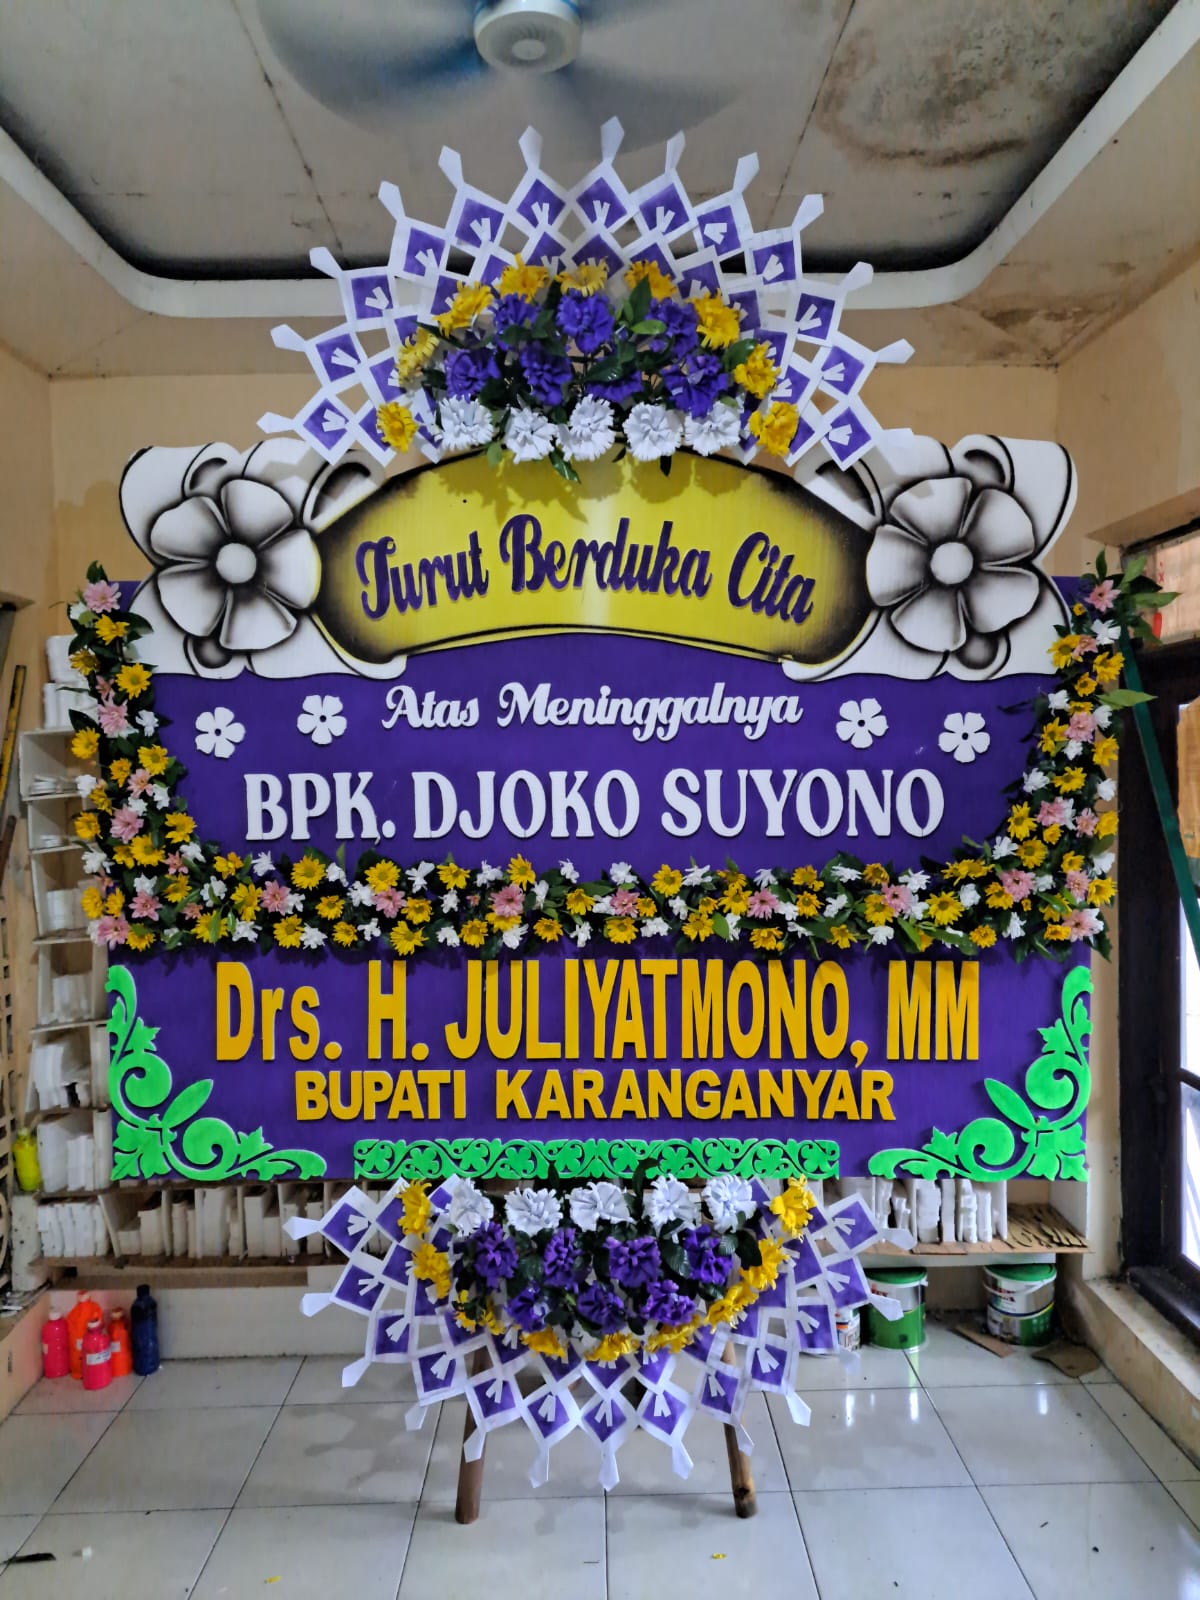 Turut Berduka Cita
Atas Meninggalnya
BPK. DJOKO SUYONO
Drs. H. JULIYATMONO, MM
BUPATI KARANGANYAR